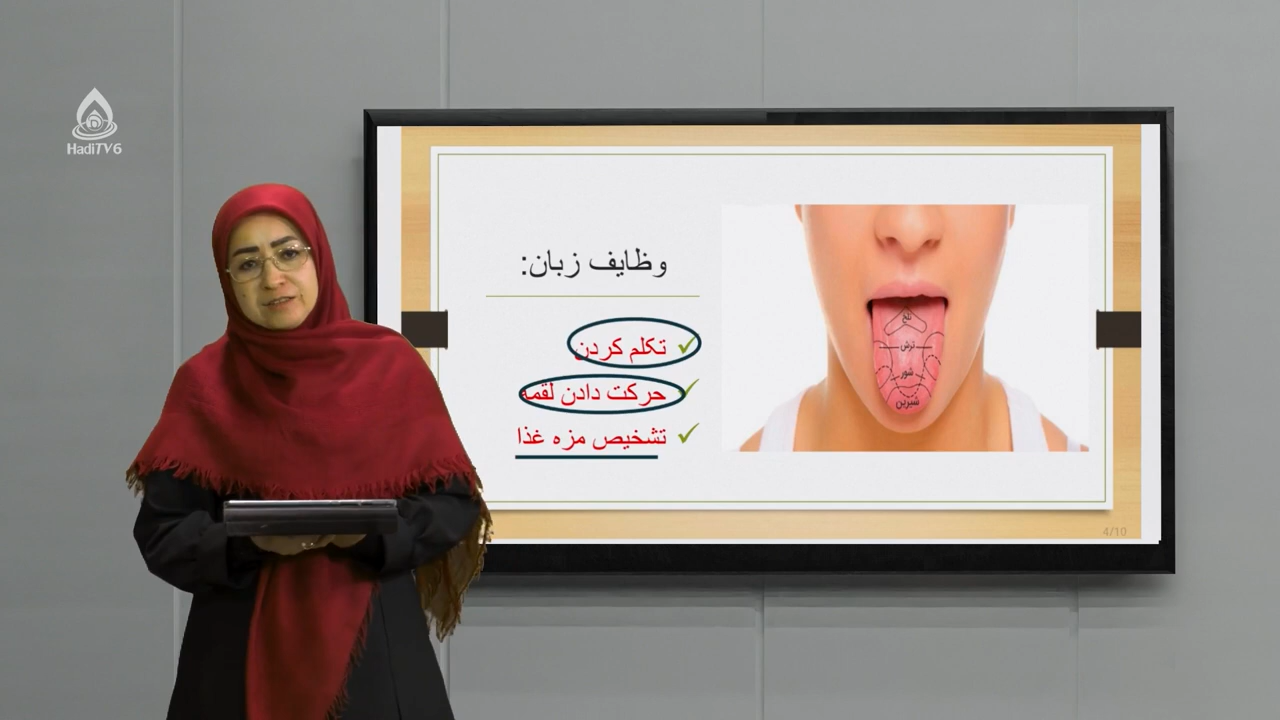 HadiTV6
وظایف زبان:
تکلم کردن
حرکت دادن لقمه
تشخیص مزه غذا
تلخ
ترش
شور
شیرین
4/10